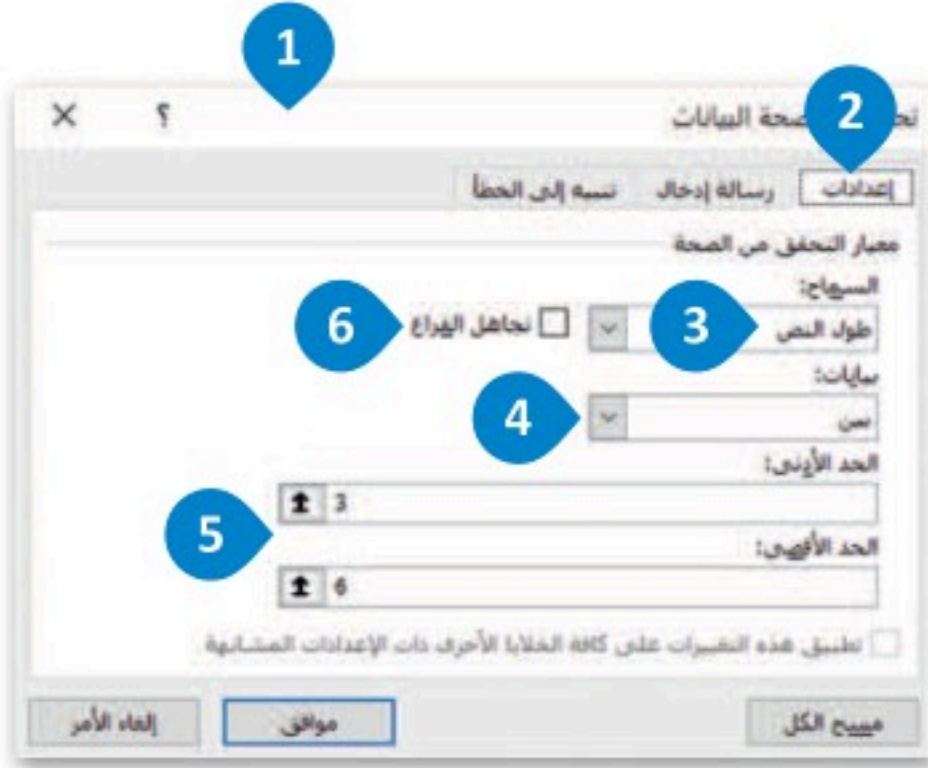 1
2
صحة البيانات
؟ ×
إعدادات رسالة إدخال تنبيه إلى الخطأ
معيار التحقق من الصحة
السماح:
طول النص
3
تجاهل الفراغ
6
بيانات:
بين
4
الحد الأدنى:
3
5
الحد الأقصى:
6
تطبيق هذه التغييرات على كافة الخلايا الأخرى ذات الإعدادات المتشابهة
مسح الكل موافق إلغاء الأمر